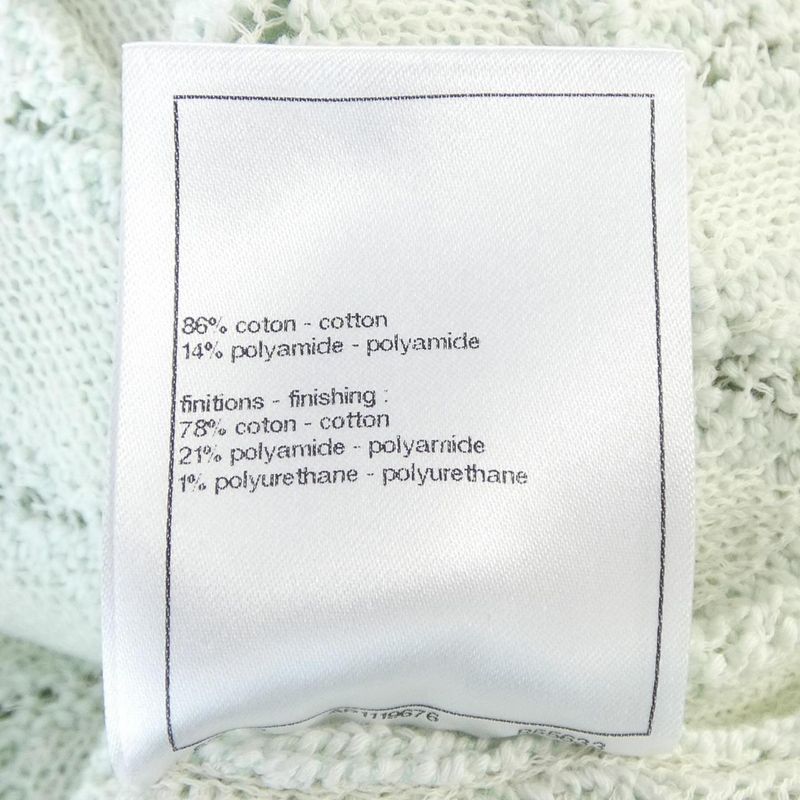 86% coton - cotton
14% polyamide - polyamide
finitions - finishing :
78% coton - cotton
21% polyamide - polyamide
1% polyurethane - polyurethane